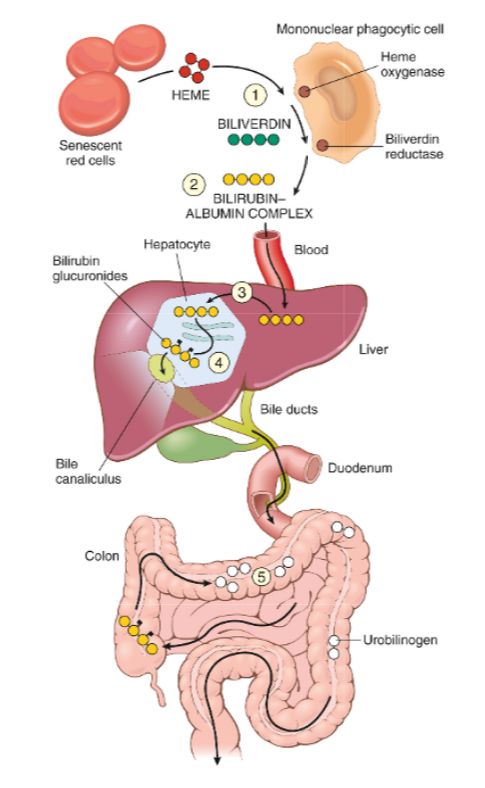 Mononuclear phagocytic cell
Heme
oxygenase
HEME
1
BILIVERDIN
Senescent
red cells
Biliverdin
reductase
2
BILIRUBIN–
ALBUMIN COMPLEX
Hepatocyte
Blood
Bilirubin
glucuronides
3
4
Liver
Bile ducts
Bile
canaliculus
Duodenum
Colon
5
Urobilinogen